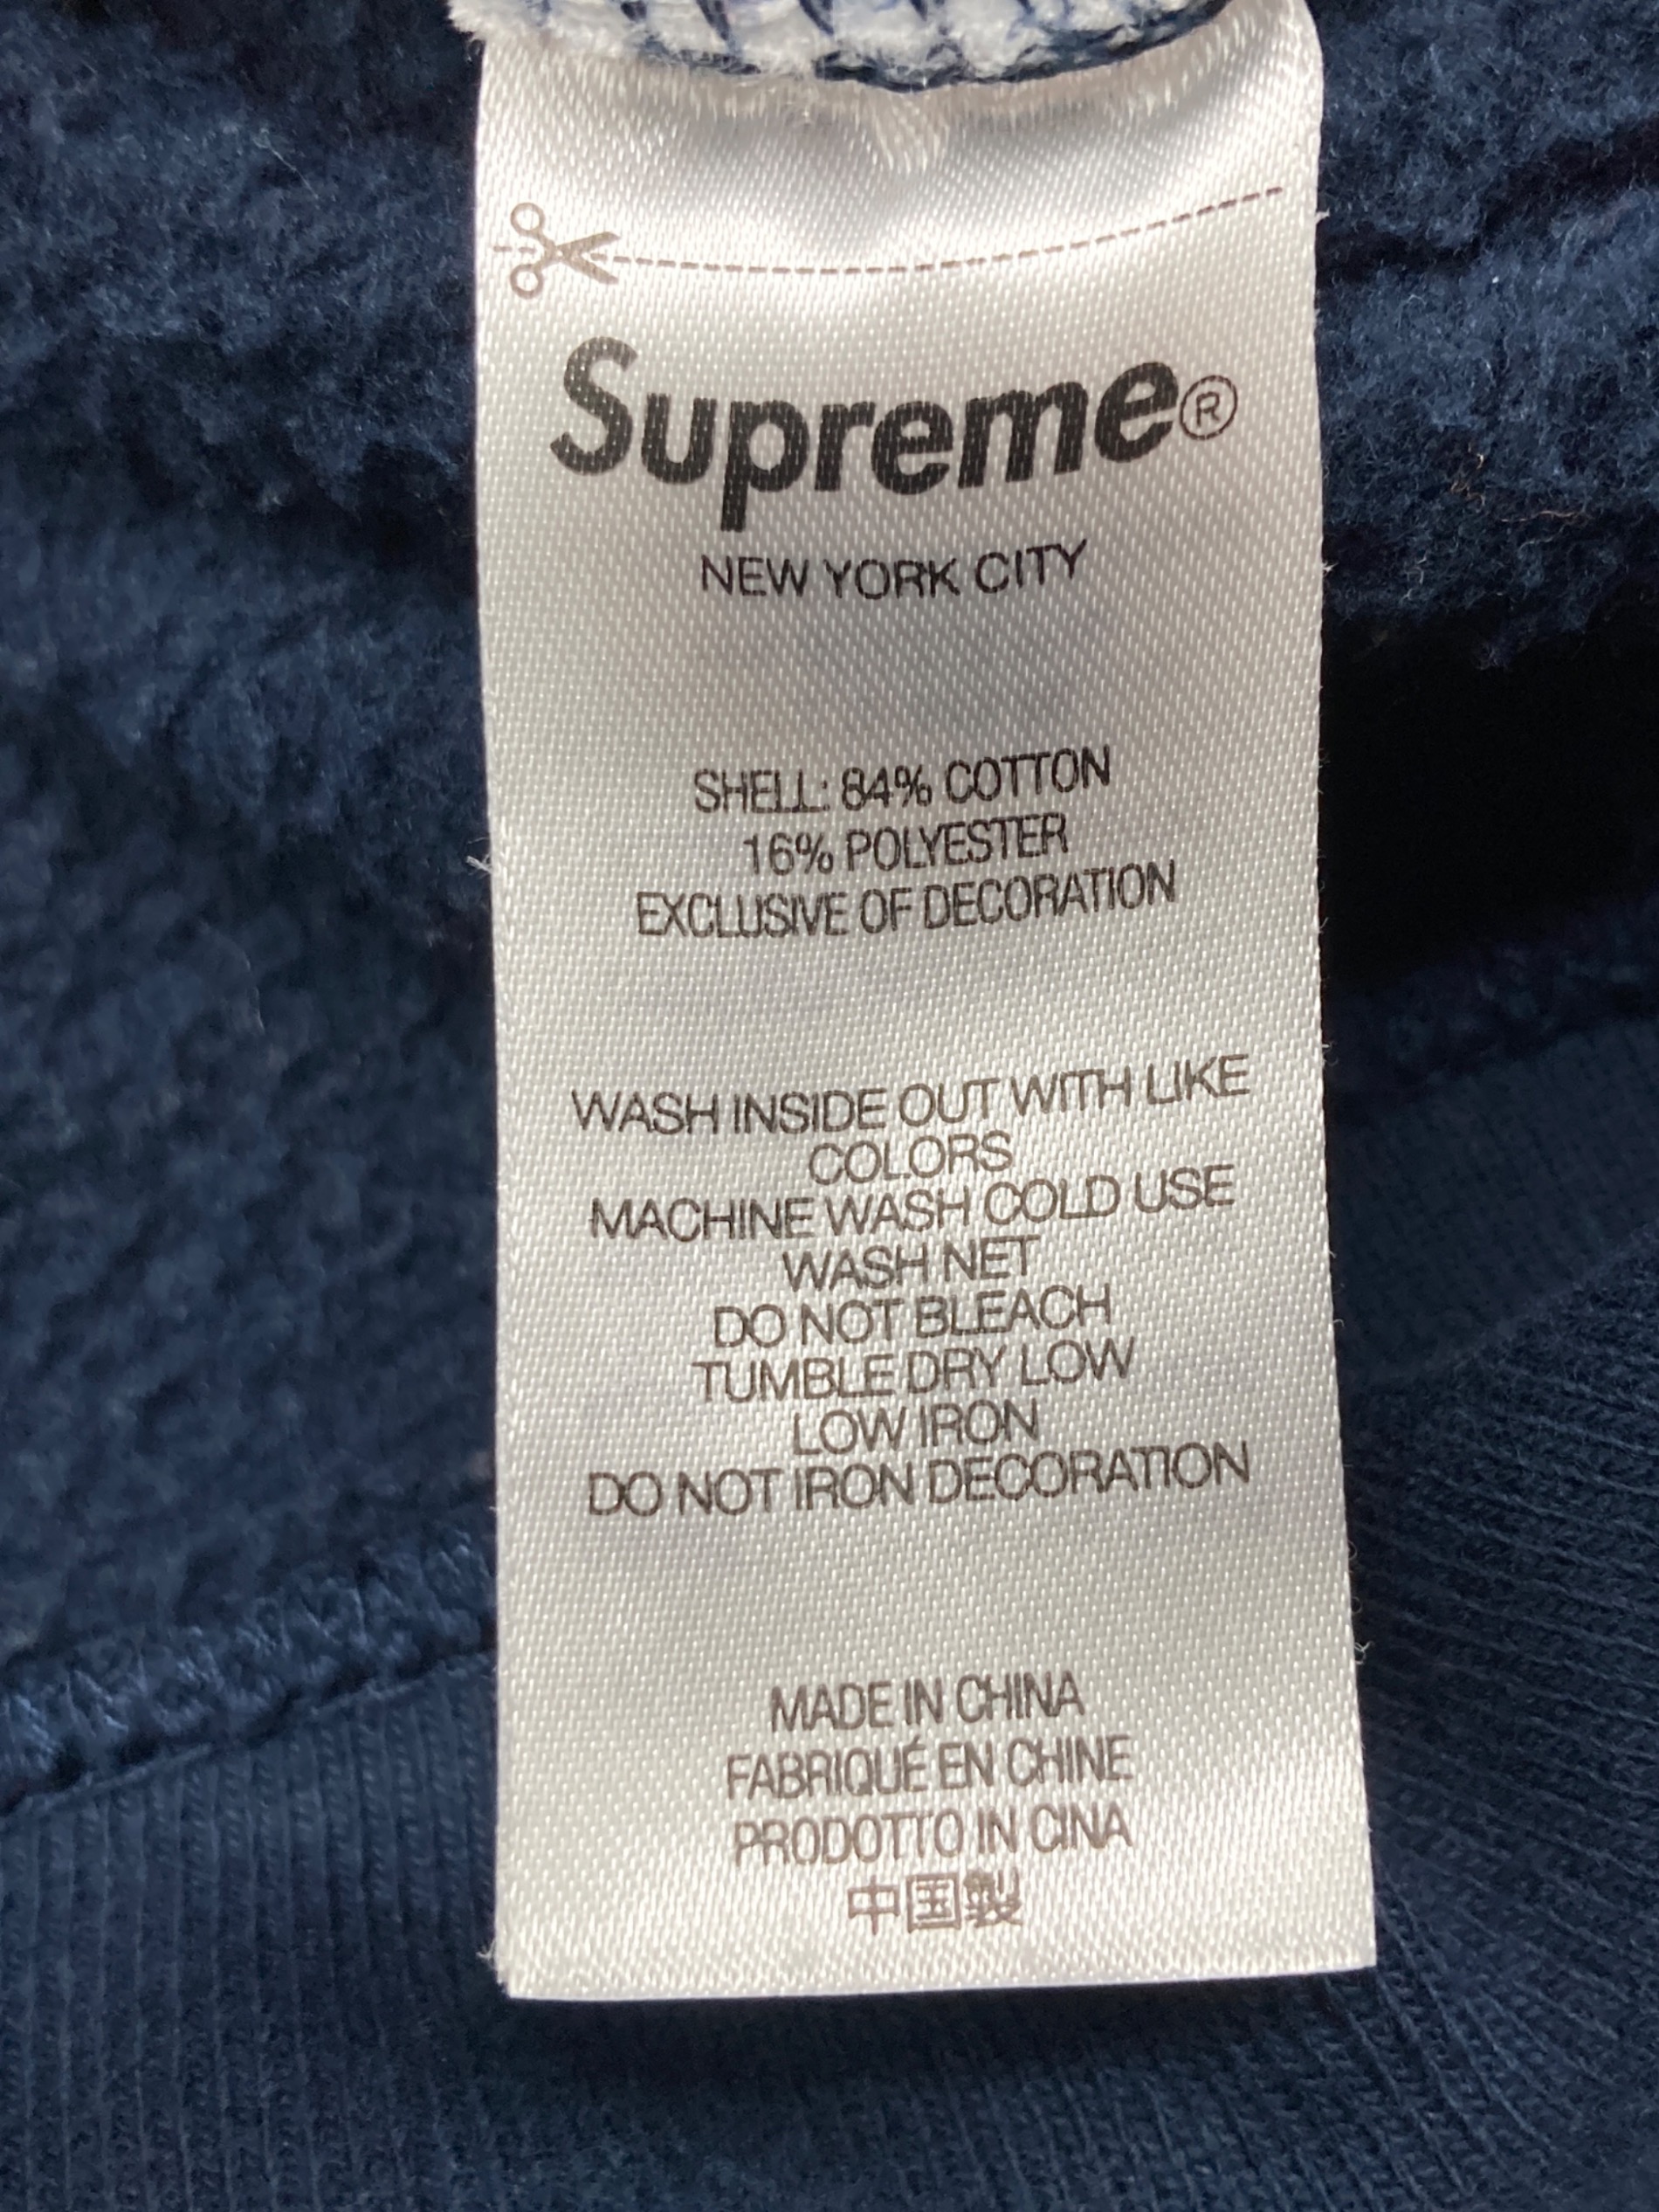 Supreme®
NEW YORK CITY
SHELL: 84% COTTON
16% POLYESTER
EXCLUSIVE OF DECORATION
WASH INSIDE OUT WITH LIKE
COLORS
MACHINE WASH COLD USE
WASH NET
DO NOT BLEACH
TUMBLE DRY LOW
LOW IRON
DO NOT IRON DECORATION
MADE IN CHINA
FABRIQUÉ EN CHINE
PRODOTTO IN CINA
中国製